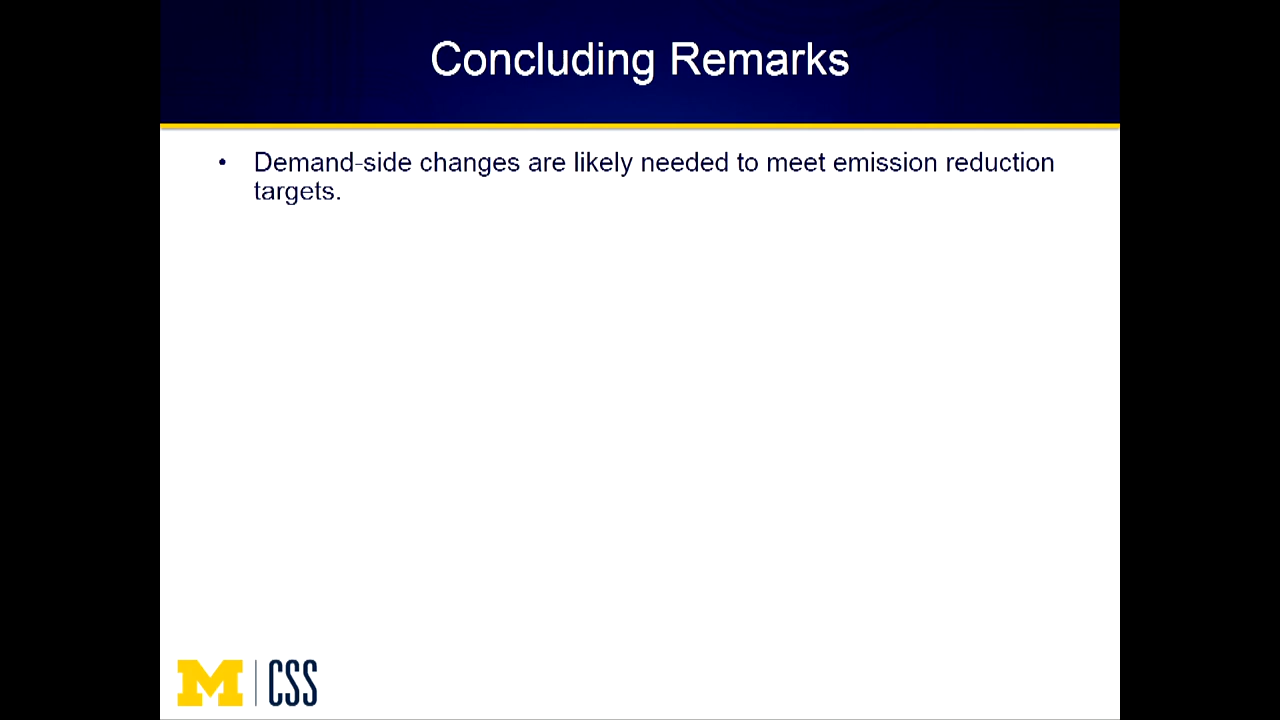 Concluding Remarks
• Demand-side changes are likely needed to meet emission reduction
targets.
M | CSS